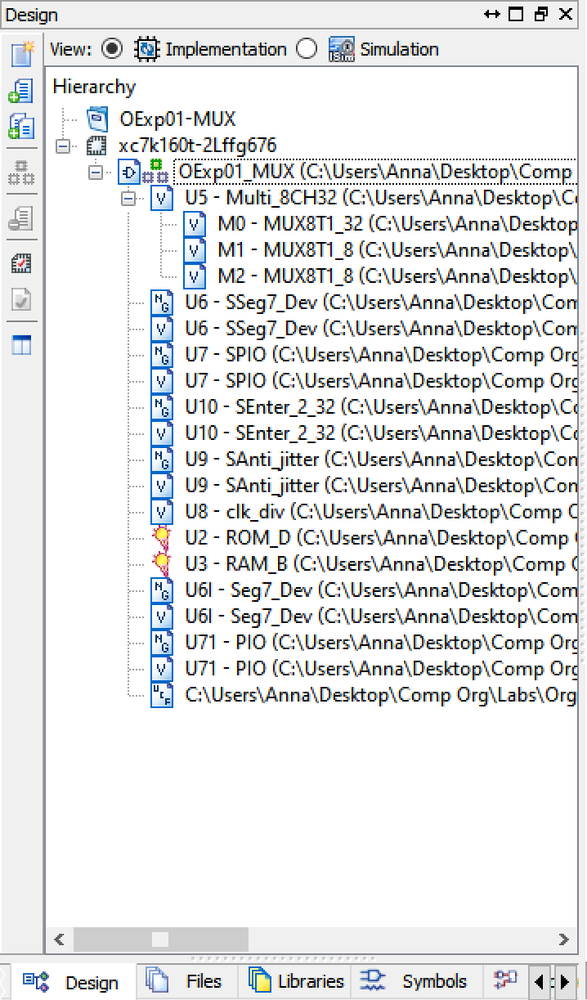 Design
View: Implementation Simulation
Hierarchy
OExp01-MUX
xc7k160t-2Lffg676
OExp01_MUX (C:\Users\Anna\Desktop\Comp
U5 - Multi_8CH32 (C:\Users\Anna\Desktop\C
M0 - MUX8T1_32 (C:\Users\Anna\Desktop
M1 - MUX8T1_8 (C:\Users\Anna\Desktop\
M2 - MUX8T1_8 (C:\Users\Anna\Desktop\
U6 - SSeg7_Dev (C:\Users\Anna\Desktop\Com
U6 - SSeg7_Dev (C:\Users\Anna\Desktop\Com
U7 - SPIO (C:\Users\Anna\Desktop\Comp Org
U7 - SPIO (C:\Users\Anna\Desktop\Comp Org
U10 - SEnter_2_32 (C:\Users\Anna\Desktop\Co
U10 - SEnter_2_32 (C:\Users\Anna\Desktop\Co
U9 - SAnti_jitter (C:\Users\Anna\Desktop\Com
U9 - SAnti_jitter (C:\Users\Anna\Desktop\Com
U8 - clk_div (C:\Users\Anna\Desktop\Comp O
U2 - ROM_D (C:\Users\Anna\Desktop\Comp
U3 - RAM_B (C:\Users\Anna\Desktop\Comp O
U6I - Seg7_Dev (C:\Users\Anna\Desktop\Com
U6I - Seg7_Dev (C:\Users\Anna\Desktop\Com
U71 - PIO (C:\Users\Anna\Desktop\Comp Org
U71 - PIO (C:\Users\Anna\Desktop\Comp Org
C:\Users\Anna\Desktop\Comp Org\Labs\Org
Design Files Libraries Symbols